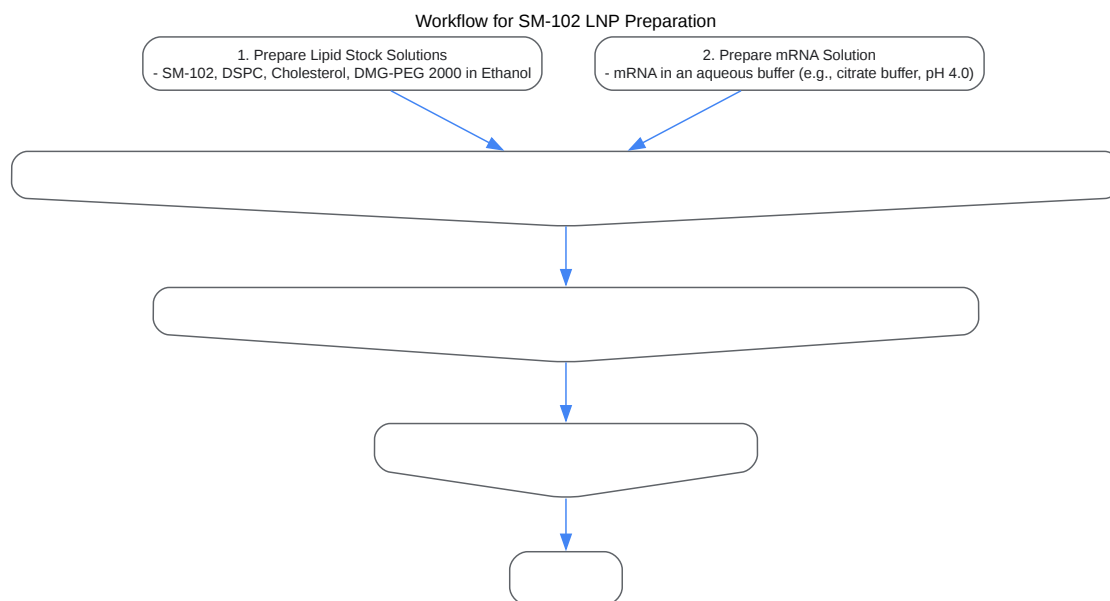 Workflow for SM-102 LNP Preparation
1. Prepare Lipid Stock Solutions
- SM-102, DSPC, Cholesterol, DMG-PEG 2000 in Ethanol
2. Prepare mRNA Solution
- mRNA in an aqueous buffer (e.g., citrate buffer, pH 4.0)